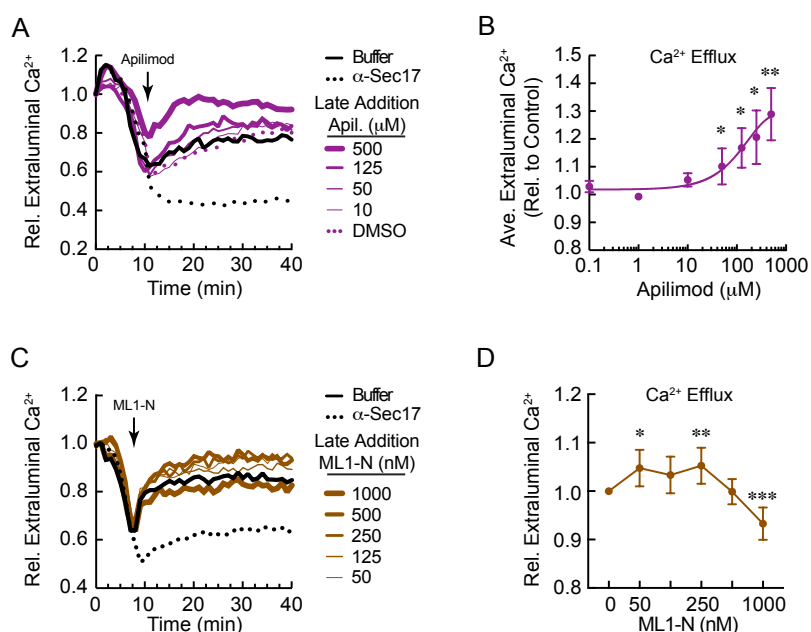 A
Rel. Extraluminal Ca²⁺
1.2
1.0
0.8
0.6
0.4
0.2
0
10
20
30
40
Time (min)
Apilimod
Buffer
α-Sec17
Late Addition
Apil. (μM)
500
125
50
10
DMSO
B
Ca²⁺ Efflux
Ave. Extraluminal Ca²⁺
(Rel. to Control)
1.5
1.4
1.3
1.2
1.1
1.0
0.9
0.8
*
*
*
**
0.1
1
10
100
1000
Apilimod (μM)
C
Rel. Extraluminal Ca²⁺
1.2
1.0
0.8
0.6
0.4
0
10
20
30
40
Time (min)
ML1-N
Buffer
α-Sec17
Late Addition
ML1-N (nM)
1000
500
250
125
50
D
Ca²⁺ Efflux
Rel. Extraluminal Ca²⁺
1.2
1.1
1.0
0.9
0.8
*
**
***
0
50
250
1000
ML1-N (nM)